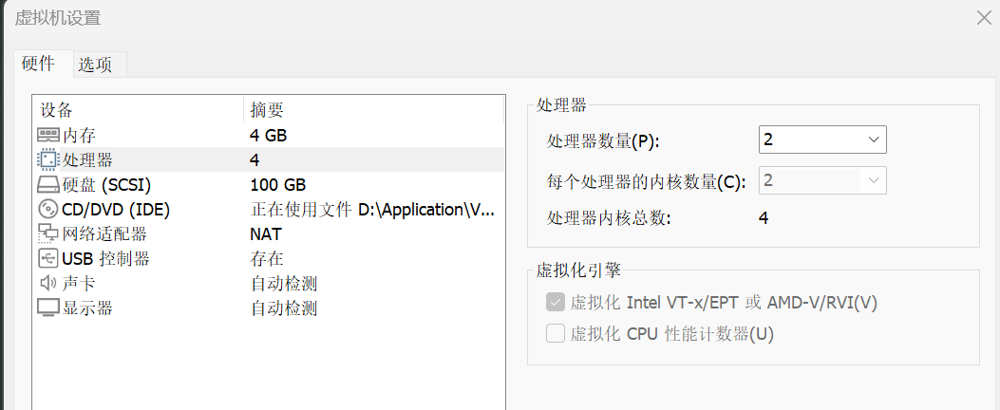 虚拟机设置
硬件 选项
设备 摘要
内存 4 GB
处理器 4
硬盘 (SCSI) 100 GB
CD/DVD (IDE) 正在使用文件 D:\Application\V...
网络适配器 NAT
USB 控制器 存在
声卡 自动检测
显示器 自动检测
处理器
处理器数量(P): 2
每个处理器的内核数量(C): 2
处理器内核总数: 4
虚拟化引擎
虚拟化 Intel VT-x/EPT 或 AMD-V/RVI(V)
虚拟化 CPU 性能计数器(U)